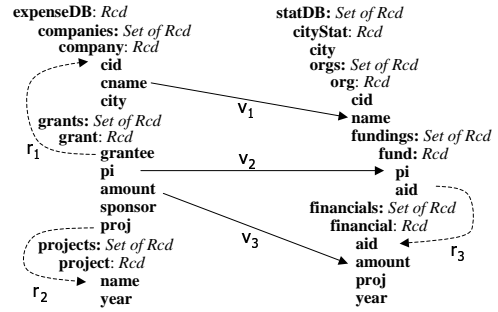 expenseDB: Rcd
companies: Set of Rcd
company: Rcd
cid
cname
city
grants: Set of Rcd
grant: Rcd
grantee
pi
amount
sponsor
proj
projects: Set of Rcd
project: Rcd
name
year
r1
r2
v1
v2
v3
statDB: Set of Rcd
cityStat: Rcd
city
orgs: Set of Rcd
org: Rcd
cid
name
fundings: Set of Rcd
fund: Rcd
pi
aid
financials: Set of Rcd
financial: Rcd
aid
amount
proj
year
r3